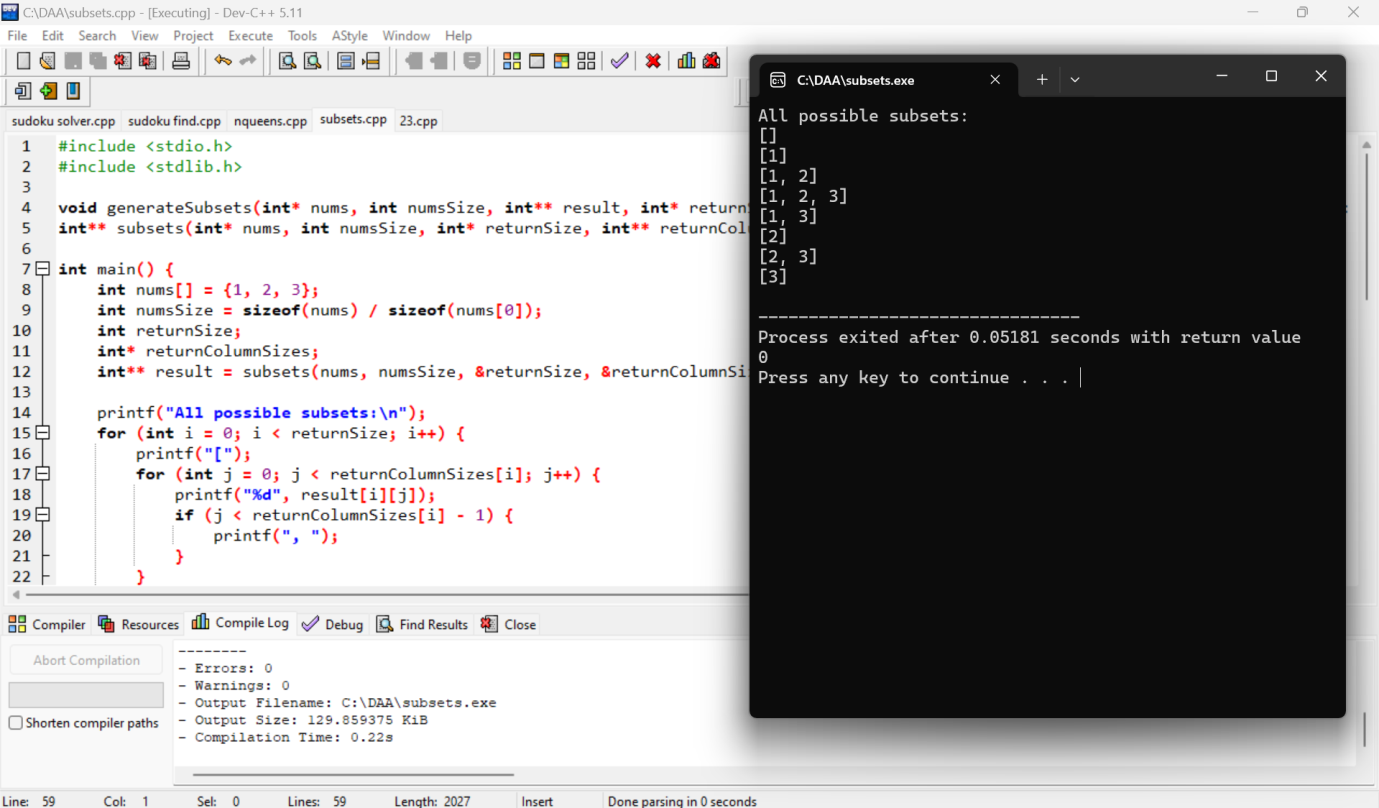 C:\DAA\subsets.cpp - [Executing] - Dev-C++ 5.11
File Edit Search View Project Execute Tools AStyle Window Help
sudoku solver.cpp sudoku find.cpp nqueens.cpp subsets.cpp 23.cpp
1 #include <stdio.h>
2 #include <stdlib.h>
3
4 void generateSubsets(int* nums, int numsSize, int** result, int* return
5 int** subsets(int* nums, int numsSize, int* returnSize, int** returnCol
6
7 int main() {
8 int nums[] = {1, 2, 3};
9 int numsSize = sizeof(nums) / sizeof(nums[0]);
10 int returnSize;
11 int* returnColumnSizes;
12 int** result = subsets(nums, numsSize, &returnSize, &returnColumnSi
13
14 printf("All possible subsets:\n");
15 for (int i = 0; i < returnSize; i++) {
16 printf("[");
17 for (int j = 0; j < returnColumnSizes[i]; j++) {
18 printf("%d", result[i][j]);
19 if (j < returnColumnSizes[i] - 1) {
20 printf(", ");
21 }
22 }
C:\DAA\subsets.exe
All possible subsets:
[]
[1]
[1, 2]
[1, 2, 3]
[1, 3]
[2]
[2, 3]
[3]
--------------------------------
Process exited after 0.05181 seconds with return value
0
Press any key to continue . . .
Compiler Resources Compile Log Debug Find Results Close
Abort Compilation
Shorten compiler paths
--------
- Errors: 0
- Warnings: 0
- Output Filename: C:\DAA\subsets.exe
- Output Size: 129.859375 KiB
- Compilation Time: 0.22s
Line: 59 Col: 1 Sel: 0 Lines: 59 Length: 2027 Insert Done parsing in 0 seconds